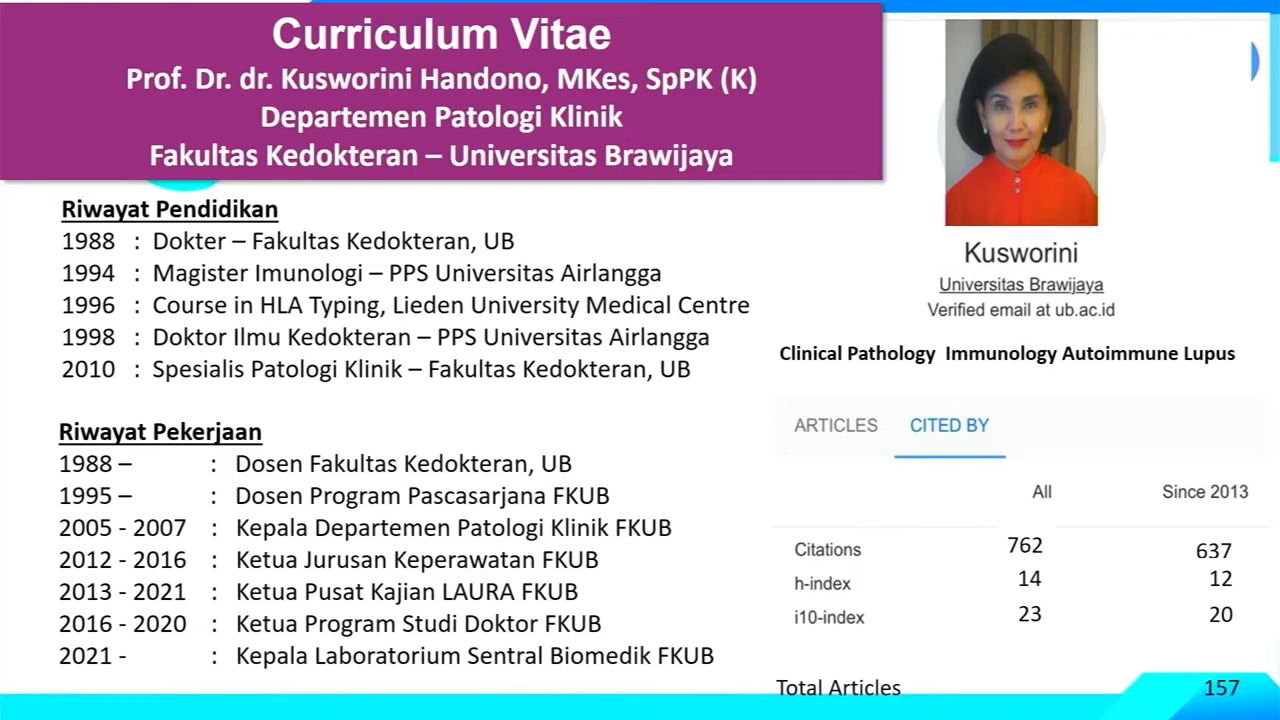 Curriculum Vitae
Prof. Dr. dr. Kusworini Handono, MKes, SpPK (K)
Departemen Patologi Klinik
Fakultas Kedokteran – Universitas Brawijaya
Riwayat Pendidikan
1988 : Dokter – Fakultas Kedokteran, UB
1994 : Magister Imunologi – PPS Universitas Airlangga
1996 : Course in HLA Typing, Lieden University Medical Centre
1998 : Doktor Ilmu Kedokteran – PPS Universitas Airlangga
2010 : Spesialis Patologi Klinik – Fakultas Kedokteran, UB
Riwayat Pekerjaan
1988 – : Dosen Fakultas Kedokteran, UB
1995 – : Dosen Program Pascasarjana FKUB
2005 - 2007 : Kepala Departemen Patologi Klinik FKUB
2012 - 2016 : Ketua Jurusan Keperawatan FKUB
2013 - 2021 : Ketua Pusat Kajian LAURA FKUB
2016 - 2020 : Ketua Program Studi Doktor FKUB
2021 - : Kepala Laboratorium Sentral Biomedik FKUB
Kusworini
Universitas Brawijaya
Verified email at ub.ac.id
Clinical Pathology Immunology Autoimmune Lupus
ARTICLES CITED BY
All Since 2013
Citations 762 637
h-index 14 12
i10-index 23 20
Total Articles 157